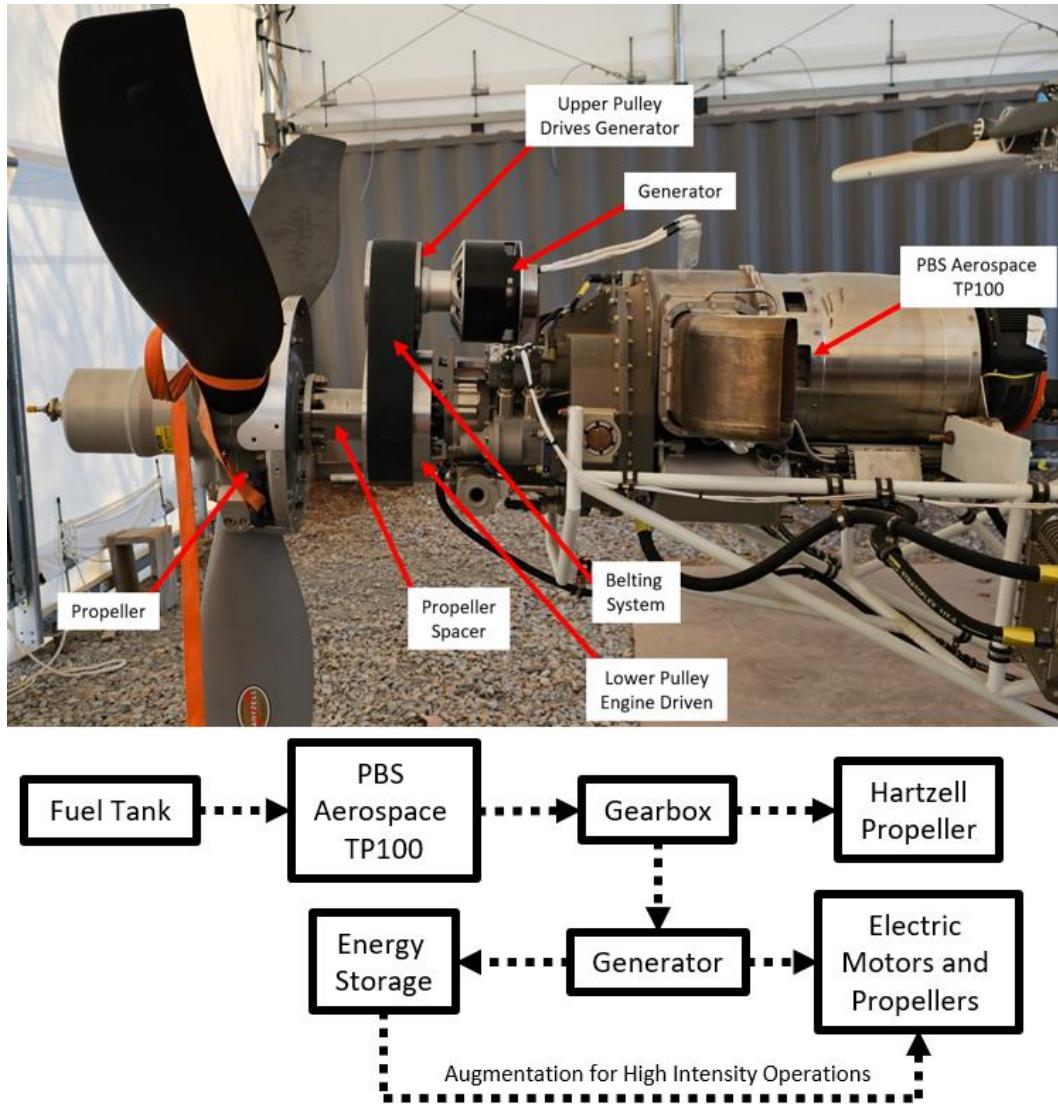 Upper Pulley
Drives Generator
Generator
PBS Aerospace
TP100
Propeller
Propeller
Spacer
Belting
System
Lower Pulley
Engine Driven
Fuel Tank
PBS
Aerospace
TP100
Gearbox
Hartzell
Propeller
Energy
Storage
Generator
Electric
Motors and
Propellers
Augmentation for High Intensity Operations